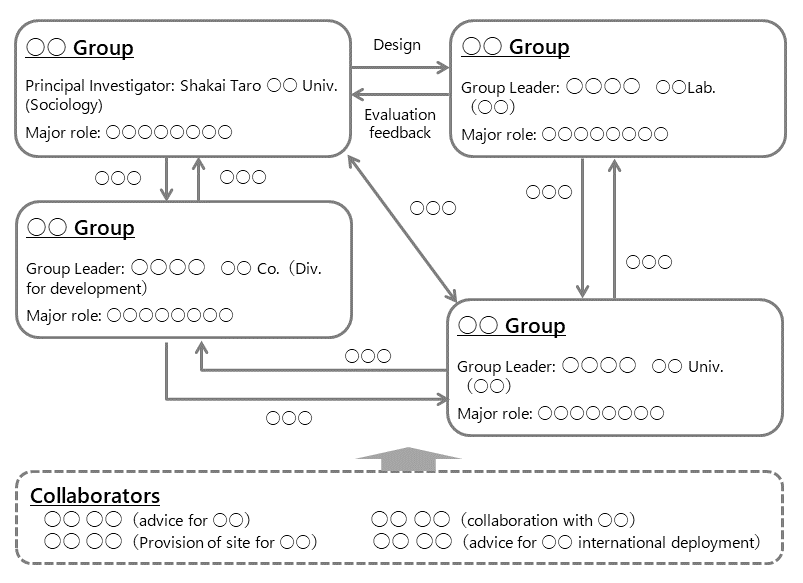 ○○ Group
Principal Investigator: Shakai Taro ○○ Univ.
(Sociology)
Major role: ○○○○○○○○
Design
Evaluation
feedback
○○ Group
Group Leader: ○○○○ ○○Lab.
（○○）
Major role: ○○○○○○○○
○○○
○○○
○○○
○○○
○○○
○○ Group
Group Leader: ○○○○ ○○ Co.（Div.
for development）
Major role: ○○○○○○○○
○○ Group
Group Leader: ○○○○ ○○ Univ.
（○○）
Major role: ○○○○○○○○
○○○
○○○
Collaborators
○○ ○○（advice for ○○）
○○ ○○（Provision of site for ○○）
○○ ○○（collaboration with ○○）
○○ ○○（advice for ○○ international deployment）